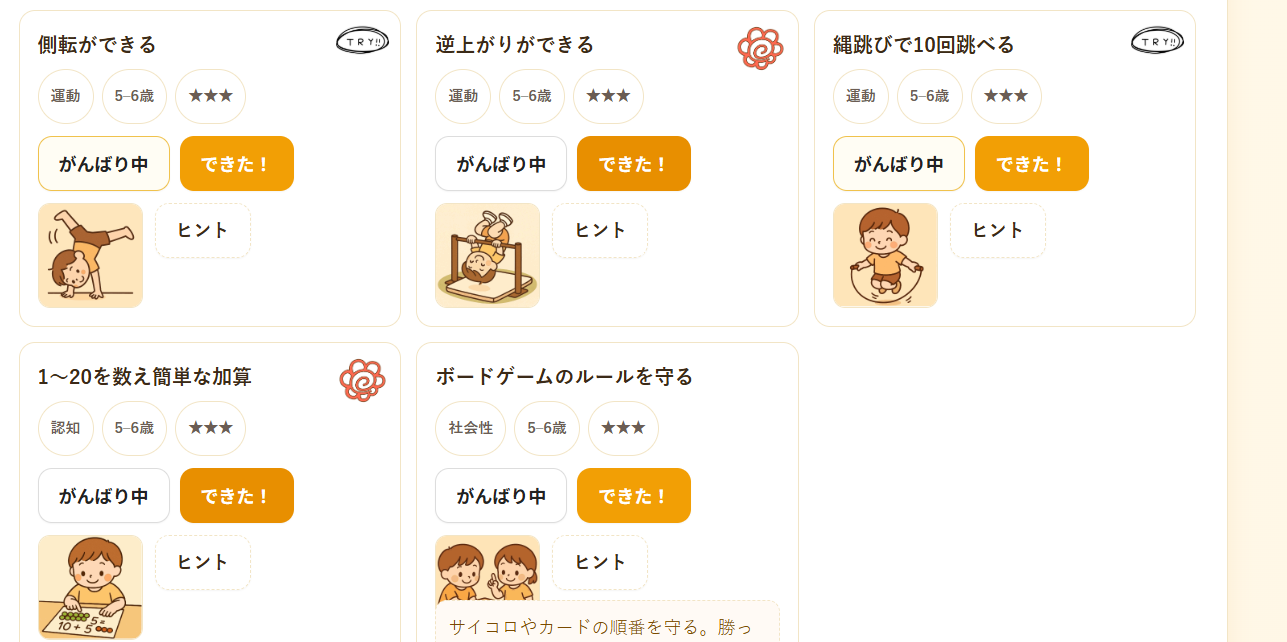 側転ができる
TRY!!
運動
5–6歳
★★★
がんばり中
できた！
ヒント
逆上がりができる
運動
5–6歳
★★★
がんばり中
できた！
ヒント
縄跳びで10回跳べる
TRY!!
運動
5–6歳
★★★
がんばり中
できた！
ヒント
1〜20を数え簡単な加算
認知
5–6歳
★★★
がんばり中
できた！
5=
10+5
ヒント
ボードゲームのルールを守る
社会性
5–6歳
★★★
がんばり中
できた！
ヒント
サイコロやカードの順番を守る。勝っ